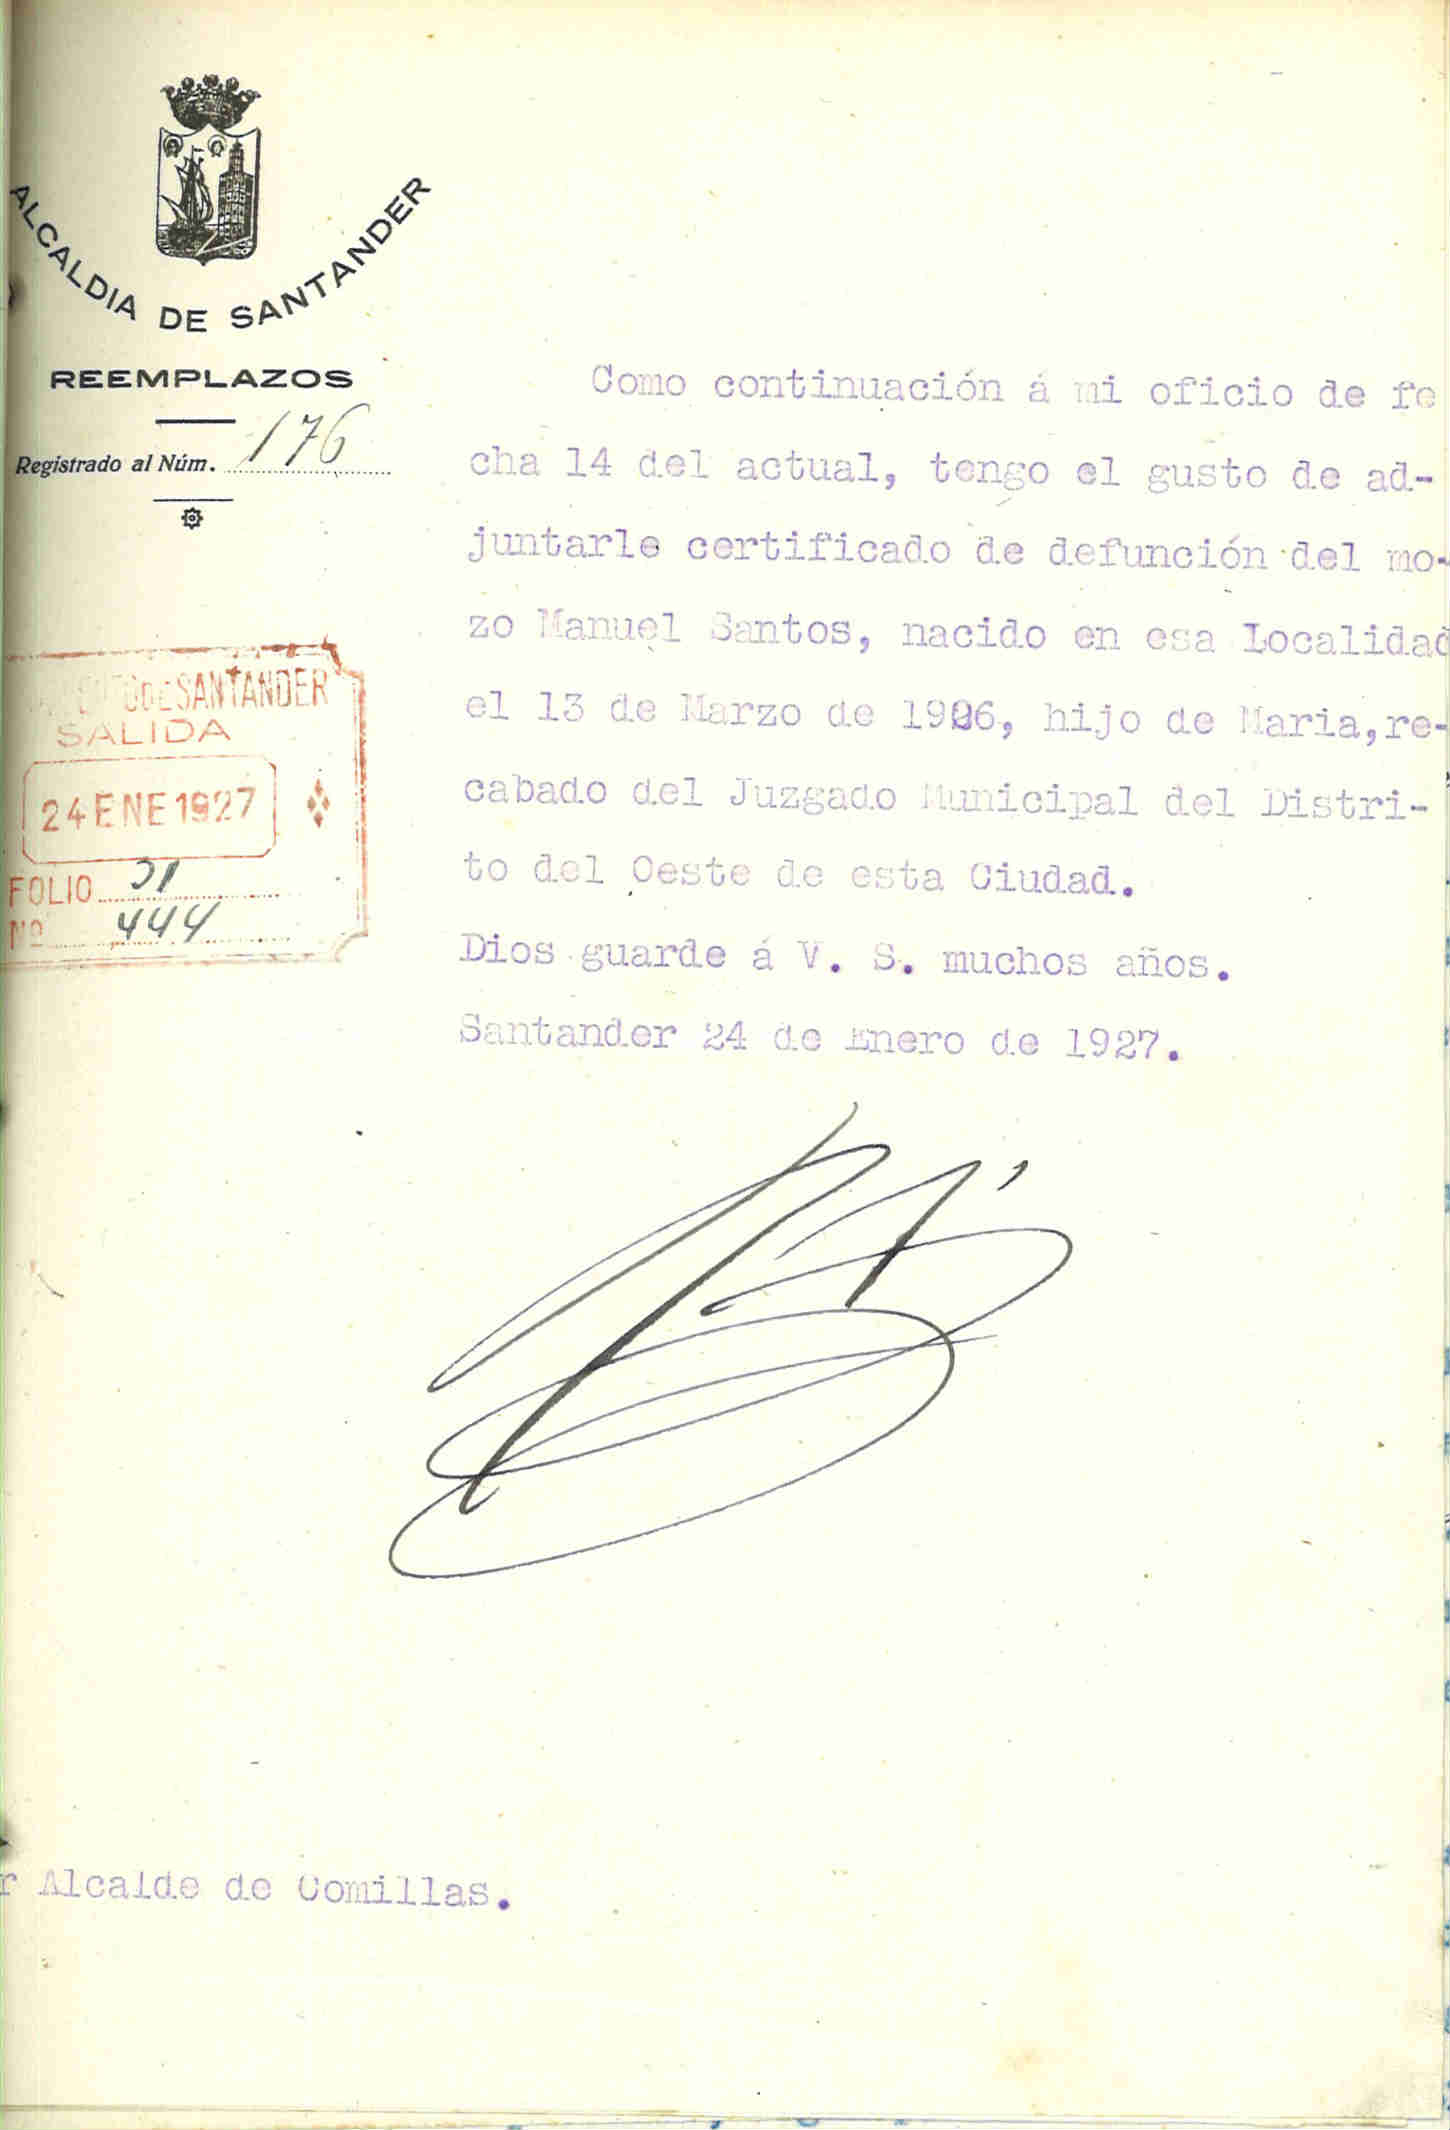 ALCALDIA DE SANTANDER
REEMPLAZOS
Registrado al Núm. 176
Como continuación á mi oficio de fe
cha 14 del actual, tengo el gusto de ad-
juntarle certificado de defunción del mo-
zo Manuel Santos, nacido en esa Localidad
el 13 de Marzo de 1906, hijo de Maria, re-
cabado del Juzgado Municipal del Distri-
to del Oeste de esta Ciudad.
Dios guarde á V. S. muchos años.
Santander 24 de Enero de 1927.
DE SANTANDER
SALIDA
24 ENE 1927
FOLIO 31
Nº 444
r Alcalde de Comillas.